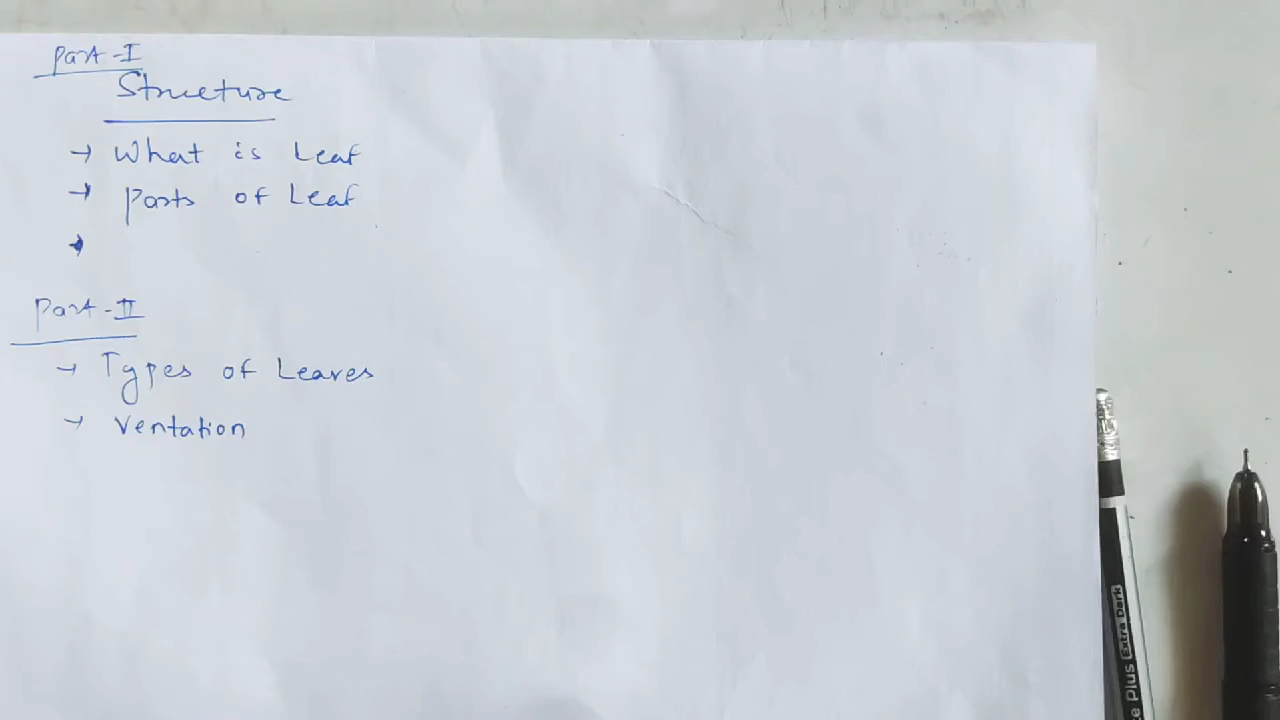 Part-I
Structure
→ What is Leaf
→ Parts of Leaf
→
Part-II
→ Types of Leaves
→ Ventation
Extra Dark
Plus